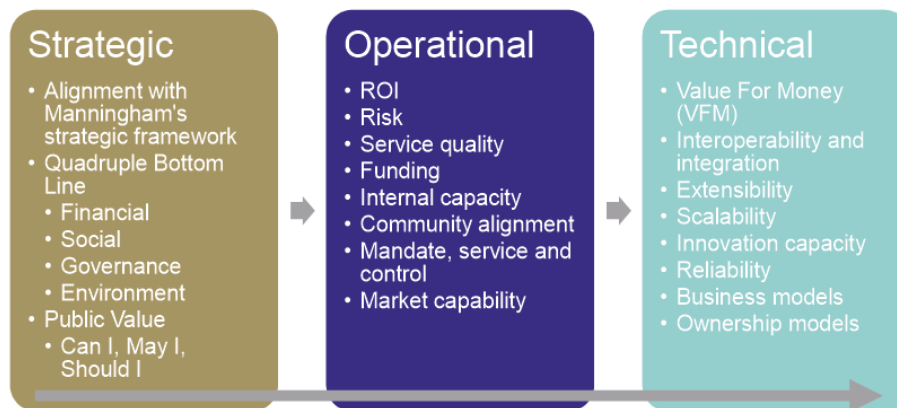 Strategic
• Alignment with
Manningham's
strategic framework
• Quadruple Bottom
Line
• Financial
• Social
• Governance
• Environment
• Public Value
• Can I, May I,
Should I
Operational
• ROI
• Risk
• Service quality
• Funding
• Internal capacity
• Community alignment
• Mandate, service and
control
• Market capability
Technical
• Value For Money
(VFM)
• Interoperability and
integration
• Extensibility
• Scalability
• Innovation capacity
• Reliability
• Business models
• Ownership models